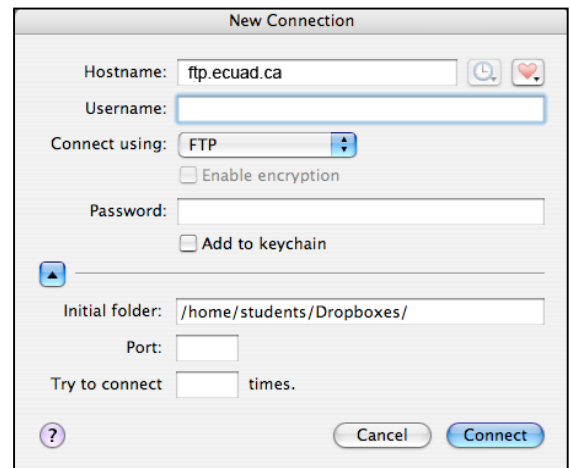 New Connection
Hostname: ftp.ecuad.ca
Username:
Connect using: FTP
Enable encryption
Password:
Add to keychain
Initial folder: /home/students/Dropboxes/
Port:
Try to connect times.
? Cancel Connect